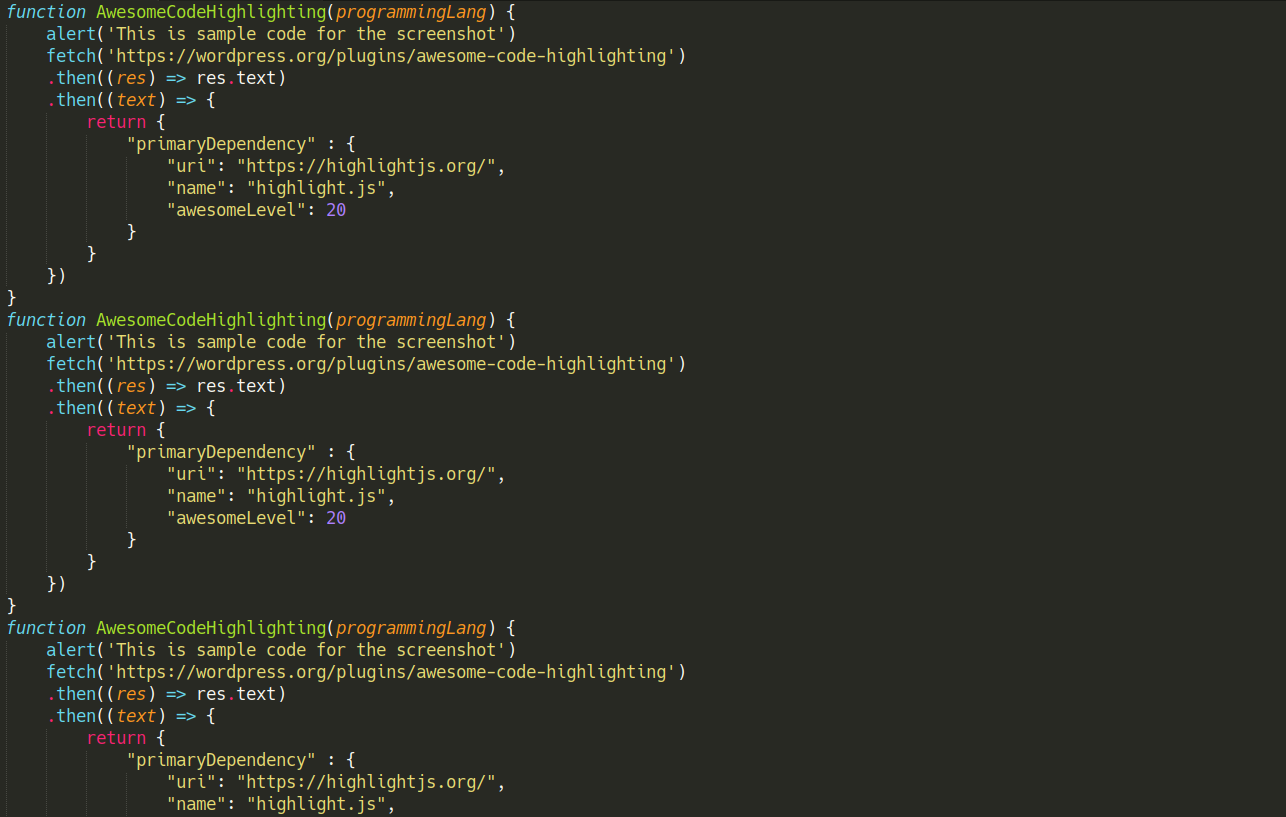 function AwesomeCodeHighlighting(programmingLang) {
    alert('This is sample code for the screenshot')
    fetch('https://wordpress.org/plugins/awesome-code-highlighting')
    .then((res) => res.text)
    .then((text) => {
        return {
            "primaryDependency" : {
                "uri": "https://highlightjs.org/",
                "name": "highlight.js",
                "awesomeLevel": 20
            }
        }
    })
}
function AwesomeCodeHighlighting(programmingLang) {
    alert('This is sample code for the screenshot')
    fetch('https://wordpress.org/plugins/awesome-code-highlighting')
    .then((res) => res.text)
    .then((text) => {
        return {
            "primaryDependency" : {
                "uri": "https://highlightjs.org/",
                "name": "highlight.js",
                "awesomeLevel": 20
            }
        }
    })
}
function AwesomeCodeHighlighting(programmingLang) {
    alert('This is sample code for the screenshot')
    fetch('https://wordpress.org/plugins/awesome-code-highlighting')
    .then((res) => res.text)
    .then((text) => {
        return {
            "primaryDependency" : {
                "uri": "https://highlightjs.org/",
                "name": "highlight.js",